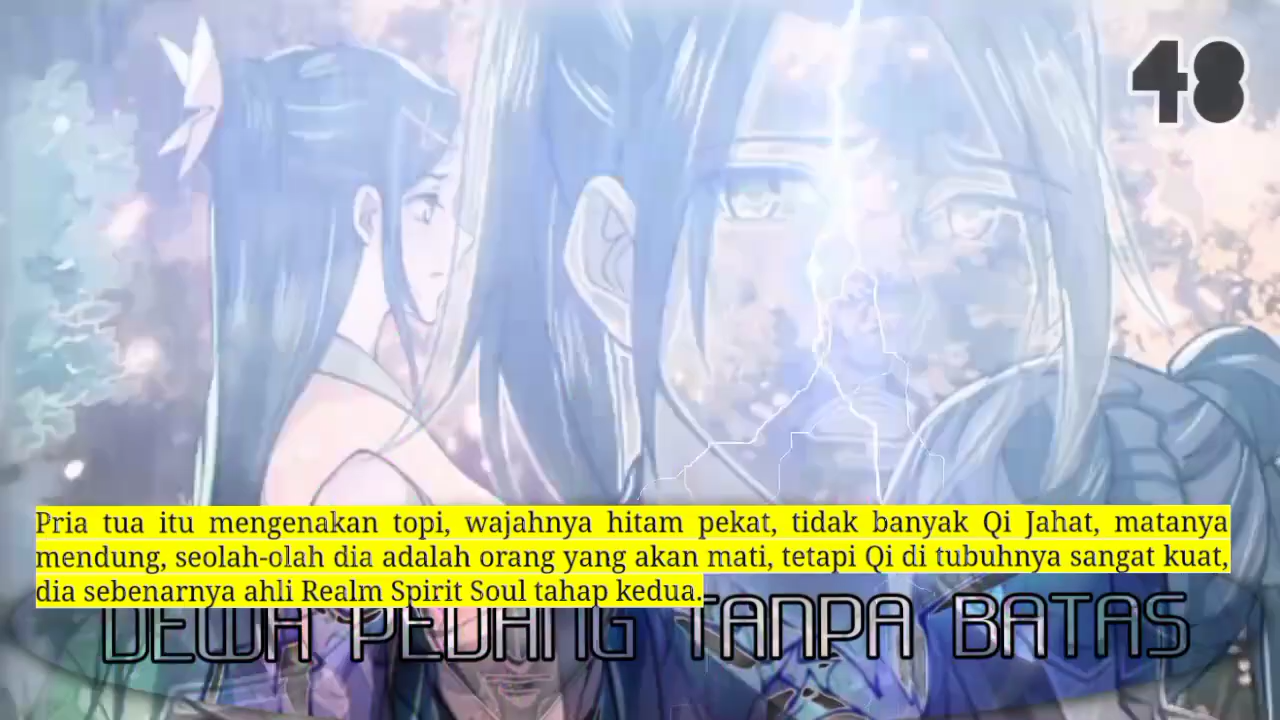 48
Pria tua itu mengenakan topi, wajahnya hitam pekat, tidak banyak Qi Jahat, matanya
mendung, seolah-olah dia adalah orang yang akan mati, tetapi Qi di tubuhnya sangat kuat,
dia sebenarnya ahli Realm Spirit Soul tahap kedua.
DEWA PEDANG TANPA BATAS